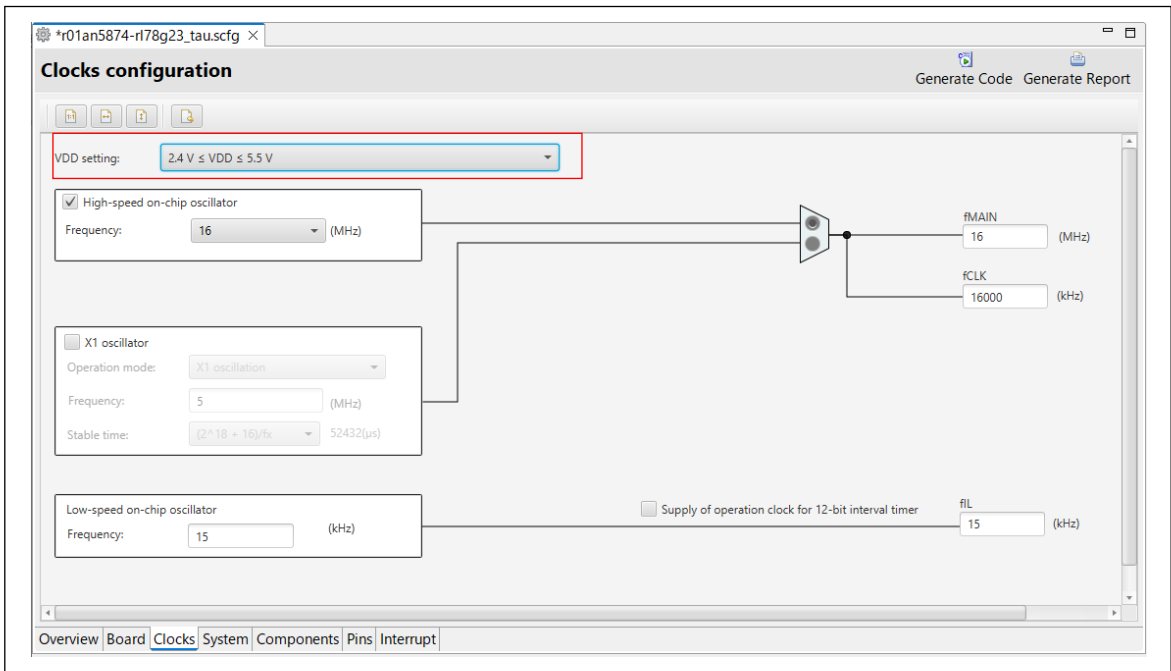 *r01an5874-rl78g23_tau.scfg
Clocks configuration
Generate Code Generate Report
VDD setting: 2.4 V ≤ VDD ≤ 5.5 V
High-speed on-chip oscillator
Frequency: 16 (MHz)
fMAIN
16 (MHz)
fCLK
16000 (kHz)
X1 oscillator
Operation mode: X1 oscillation
Frequency: 5 (MHz)
Stable time: (2^18 + 16)/fx 52432(μs)
Low-speed on-chip oscillator
Frequency: 15 (kHz)
Supply of operation clock for 12-bit interval timer
fIL
15 (kHz)
Overview Board Clocks System Components Pins Interrupt